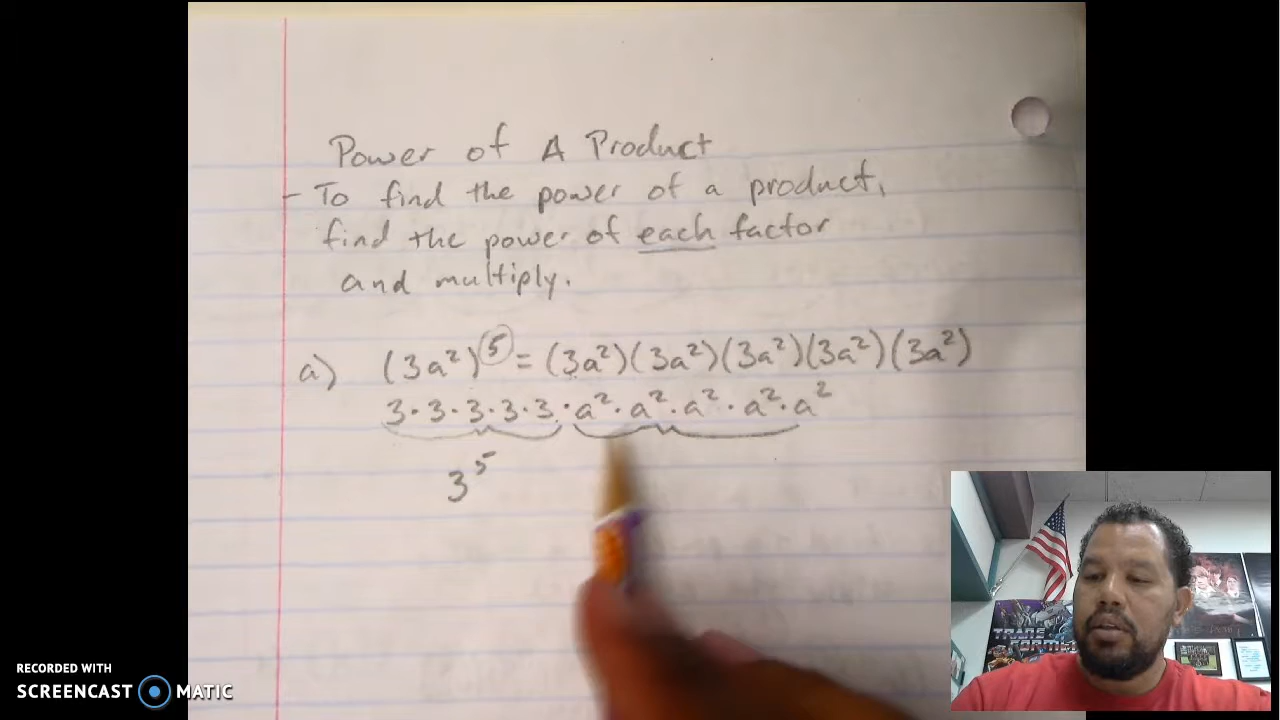 Power of A Product
- To find the power of a product,
find the power of each factor
and multiply.
a) (3a²)⁵ = (3a²)(3a²)(3a²)(3a²)(3a²)
3·3·3·3·3·a²·a²·a²·a²·a²
3⁵
TRANS
FORM
RECORDED WITH
SCREENCAST MATIC